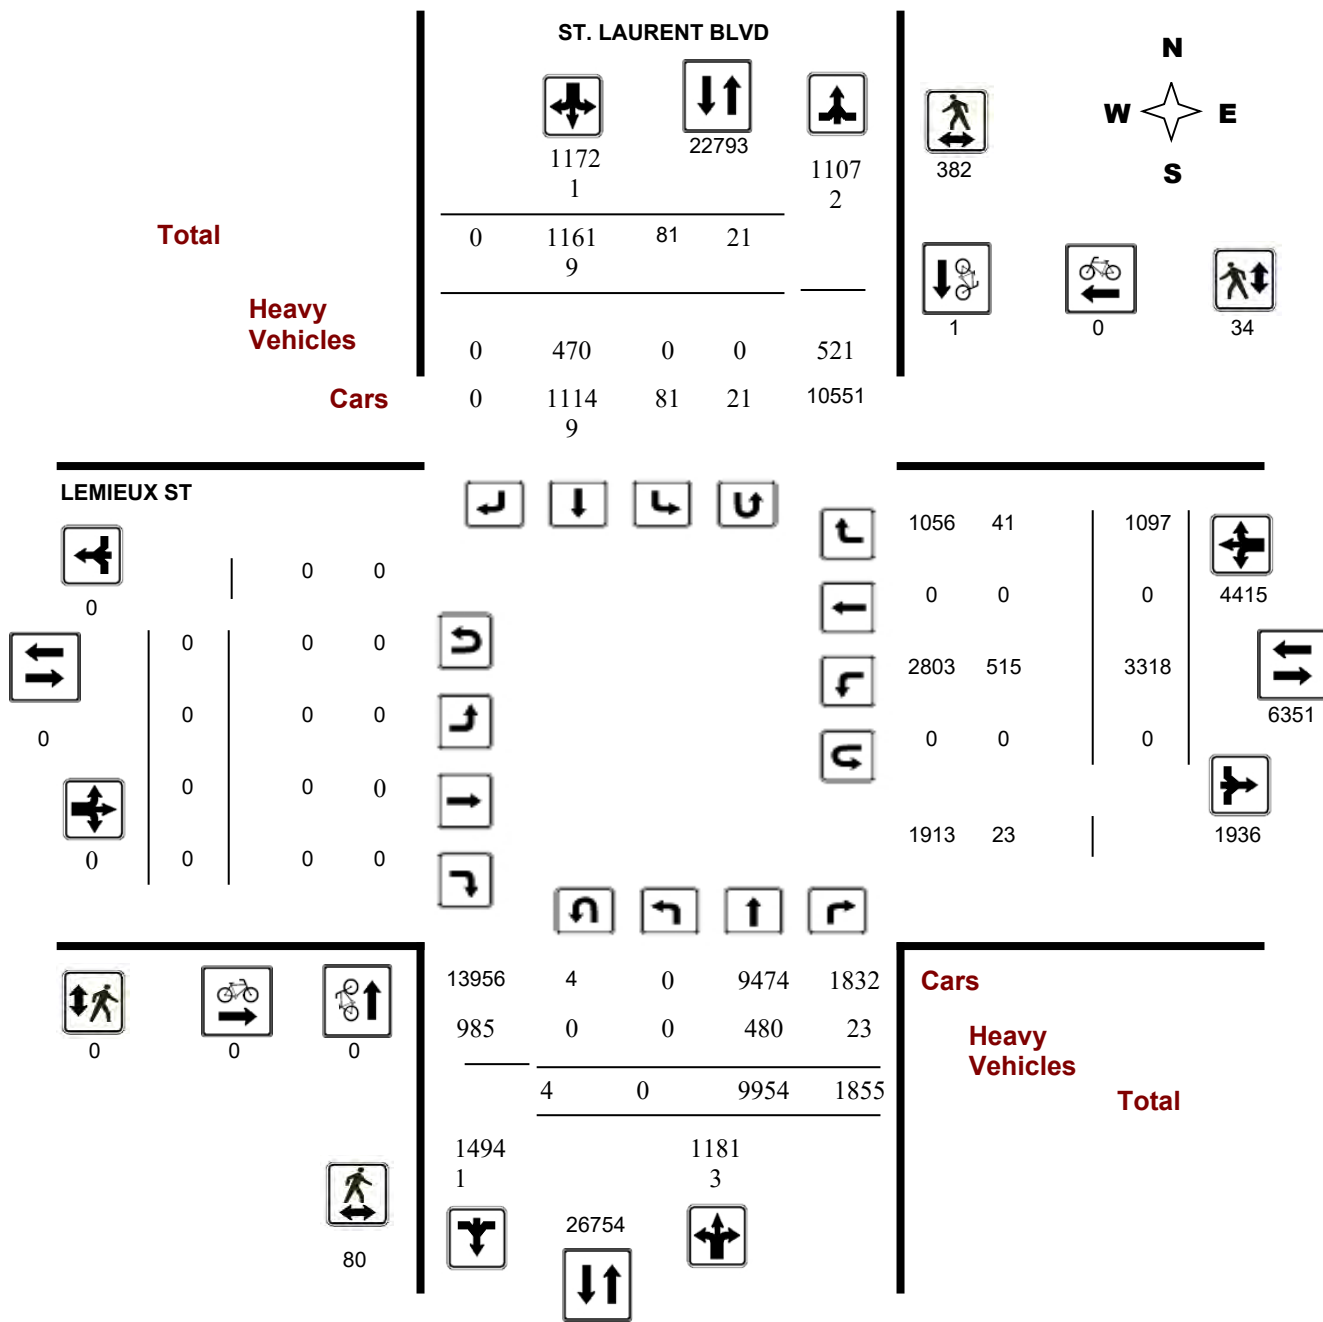 ST. LAURENT BLVD
N
W E
S
22793
1172
1
1107
2
382
Total
0 1161 81 21
9
Heavy
Vehicles
0 470 0 0 521
1 0 34
Cars
0 1114 81 21 10551
9
LEMIEUX ST
1056 41 1097
0 0
0
0 0 0
4415
0 0 0
2803 515 3318
6351
0 0 0
0
0 0 0
0 0 0
0
1913 23 1936
0 0 0
13956 4 0 9474 1832
Cars
985 0 0 480 23
Heavy
Vehicles
0 0 0
4 0 9954 1855
Total
1494
1
1181
3
26754
80